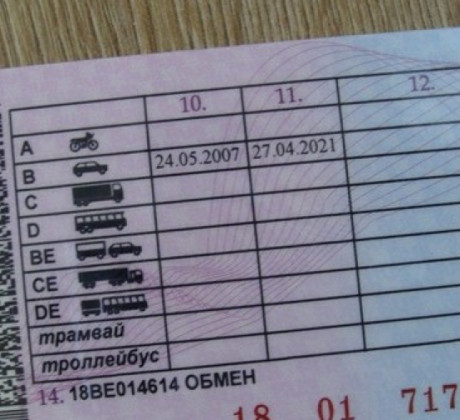 10. 11. 12.
A
B 24.05.2007 27.04.2021
C
D
BE
CE
DE
трамвай
троллейбус
14. 18ВЕ014614 ОБМЕН
18 01 717